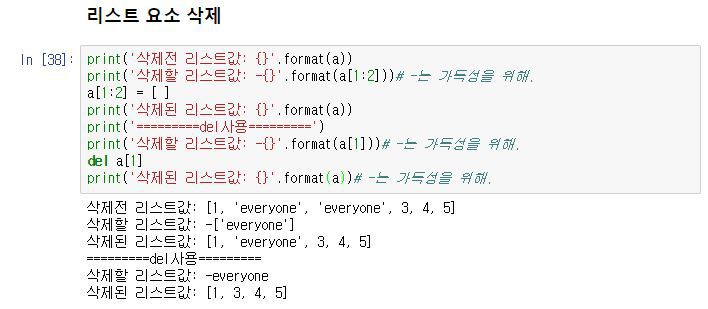 리스트 요소 삭제
In [38]: print('삭제전 리스트값: {}'.format(a))
print('삭제할 리스트값: -{}'.format(a[1:2]))# -는 가독성을 위해.
a[1:2] = [ ]
print('삭제된 리스트값: {}'.format(a))
print('=========del사용=========')
print('삭제할 리스트값: -{}'.format(a[1]))# -는 가독성을 위해.
del a[1]
print('삭제된 리스트값: {}'.format(a))# -는 가독성을 위해.
삭제전 리스트값: [1, 'everyone', 'everyone', 3, 4, 5]
삭제할 리스트값: -['everyone']
삭제된 리스트값: [1, 'everyone', 3, 4, 5]
=========del사용=========
삭제할 리스트값: -everyone
삭제된 리스트값: [1, 3, 4, 5]